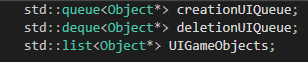 std::queue<Object*> creationUIQueue;
std::deque<Object*> deletionUIQueue;
std::list<Object*> UIGameObjects;